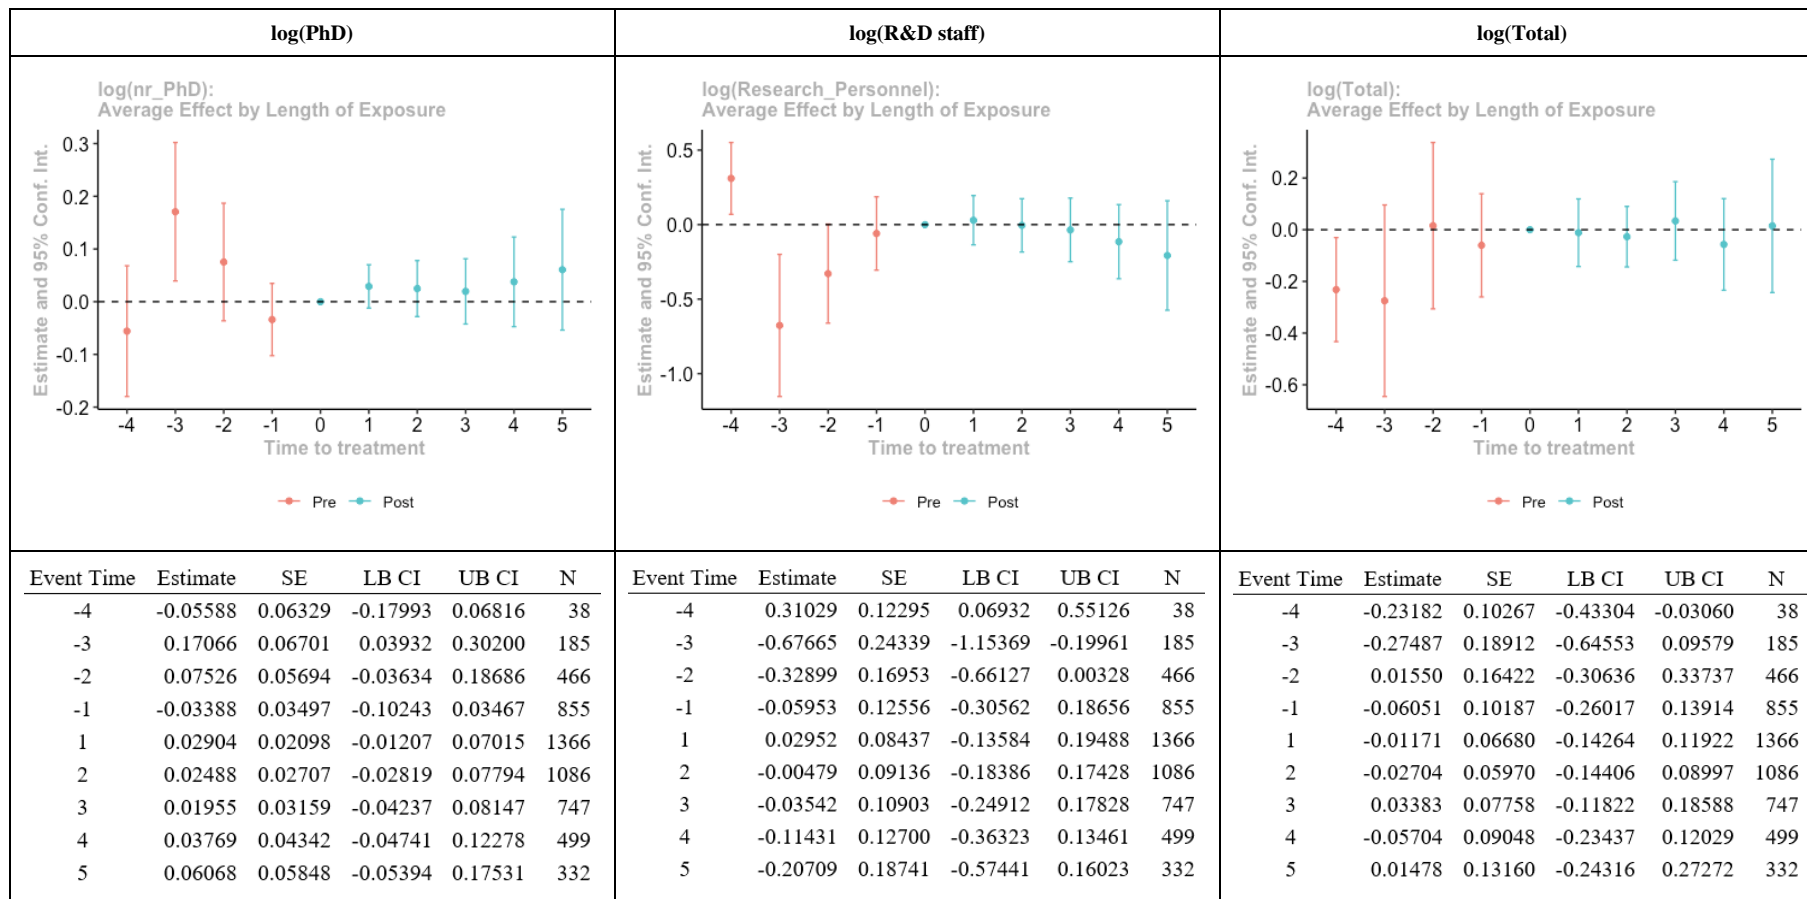 log(PhD) log(R&D staff) log(Total)
log(nr_PhD):
Average Effect by Length of Exposure
Estimate and 95% Conf. Int.
0.3
0.2
0.1
0.0
-0.1
-0.2
-4 -3 -2 -1 0 1 2 3 4 5
Time to treatment
Pre Post
log(Research_Personnel):
Average Effect by Length of Exposure
Estimate and 95% Conf. Int.
0.5
0.0
-0.5
-1.0
-4 -3 -2 -1 0 1 2 3 4 5
Time to treatment
Pre Post
log(Total):
Average Effect by Length of Exposure
Estimate and 95% Conf. Int.
0.2
0.0
-0.2
-0.4
-0.6
-4 -3 -2 -1 0 1 2 3 4 5
Time to treatment
Pre Post
Event Time Estimate SE LB CI UB CI N
-4 -0.05588 0.06329 -0.17993 0.06816 38
-3 0.17066 0.06701 0.03932 0.30200 185
-2 0.07526 0.05694 -0.03634 0.18686 466
-1 -0.03388 0.03497 -0.10243 0.03467 855
1 0.02904 0.02098 -0.01207 0.07015 1366
2 0.02488 0.02707 -0.02819 0.07794 1086
3 0.01955 0.03159 -0.04237 0.08147 747
4 0.03769 0.04342 -0.04741 0.12278 499
5 0.06068 0.05848 -0.05394 0.17531 332
Event Time Estimate SE LB CI UB CI N
-4 0.31029 0.12295 0.06932 0.55126 38
-3 -0.67665 0.24339 -1.15369 -0.19961 185
-2 -0.32899 0.16953 -0.66127 0.00328 466
-1 -0.05953 0.12556 -0.30562 0.18656 855
1 0.02952 0.08437 -0.13584 0.19488 1366
2 -0.00479 0.09136 -0.18386 0.17428 1086
3 -0.03542 0.10903 -0.24912 0.17828 747
4 -0.11431 0.12700 -0.36323 0.13461 499
5 -0.20709 0.18741 -0.57441 0.16023 332
Event Time Estimate SE LB CI UB CI N
-4 -0.23182 0.10267 -0.43304 -0.03060 38
-3 -0.27487 0.18912 -0.64553 0.09579 185
-2 0.01550 0.16422 -0.30636 0.33737 466
-1 -0.06051 0.10187 -0.26017 0.13914 855
1 -0.01171 0.06680 -0.14264 0.11922 1366
2 -0.02704 0.05970 -0.14406 0.08997 1086
3 0.03383 0.07758 -0.11822 0.18588 747
4 -0.05704 0.09048 -0.23437 0.12029 499
5 0.01478 0.13160 -0.24316 0.27272 332